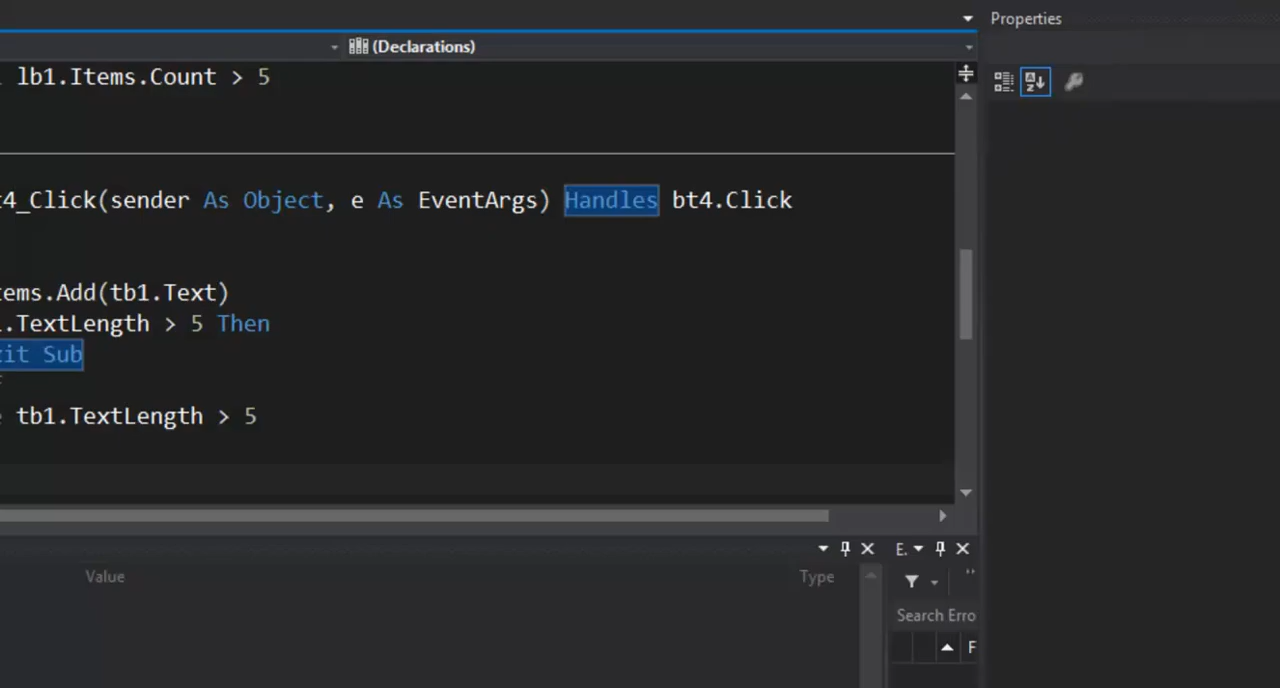 Properties
(Declarations)
lb1.Items.Count > 5
4_Click(sender As Object, e As EventArgs) Handles bt4.Click
ems.Add(tb1.Text)
.TextLength > 5 Then
it Sub
tb1.TextLength > 5
E.
Value
Type
Search Erro
F